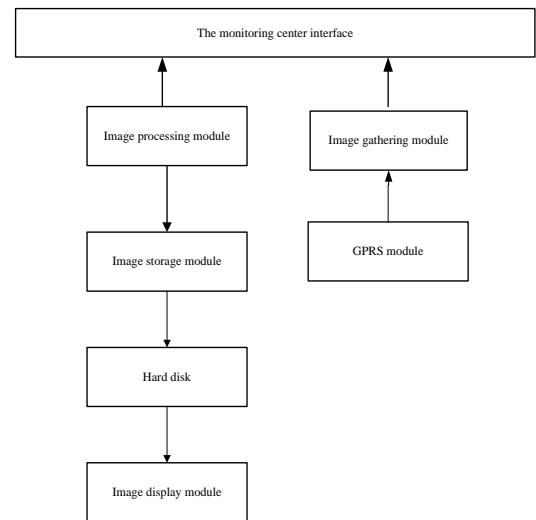 The monitoring center interface
Image processing module
Image gathering module
Image storage module
GPRS module
Hard disk
Image display module